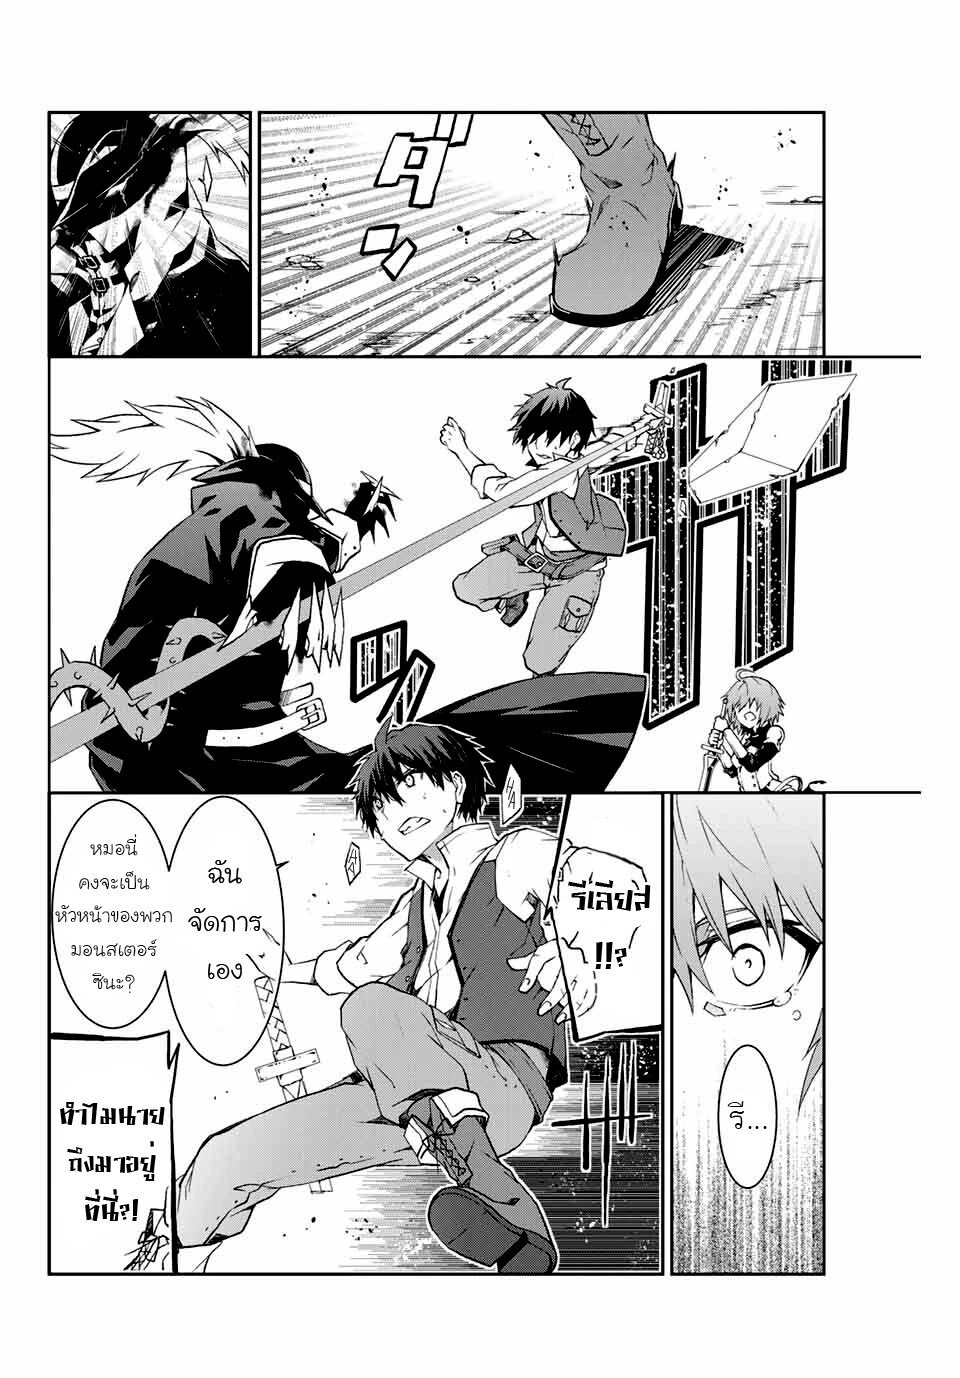 ダンッ
รี...
รีเลียส
!!?
ฉัน
จัดการ
เอง
หมอนี่
คงจะเป็น
หัวหน้าของพวก
มอนสเตอร์
ซินะ?
ทำไมนาย
ถึงมาอยู่
ที่นี่?!